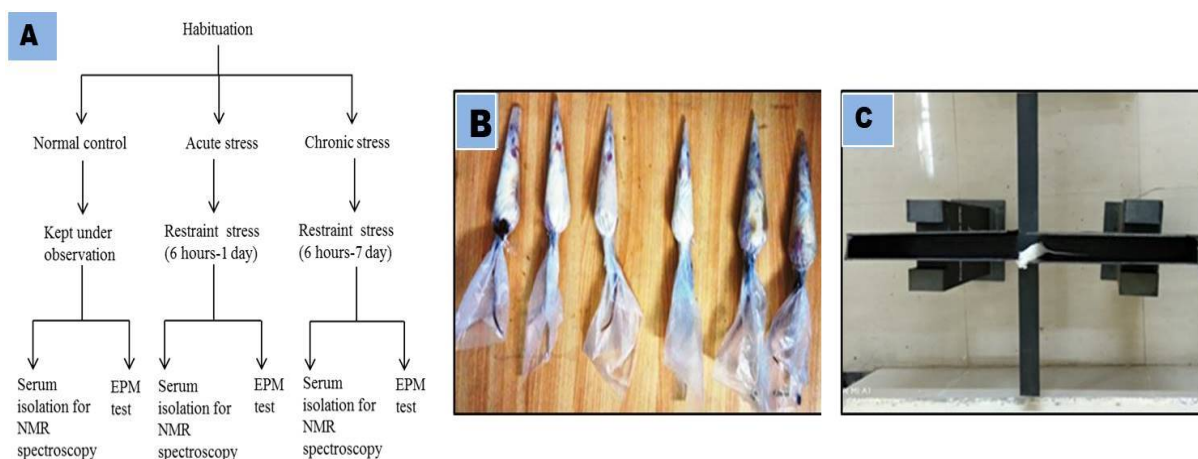 A
Habituation
Normal control
Acute stress
Chronic stress
Kept under
observation
Restraint stress
(6 hours-1 day)
Restraint stress
(6 hours-7 day)
Serum
isolation for
NMR
spectroscopy
EPM
test
Serum
isolation for
NMR
spectroscopy
EPM
test
Serum
isolation for
NMR
spectroscopy
EPM
test
B
C